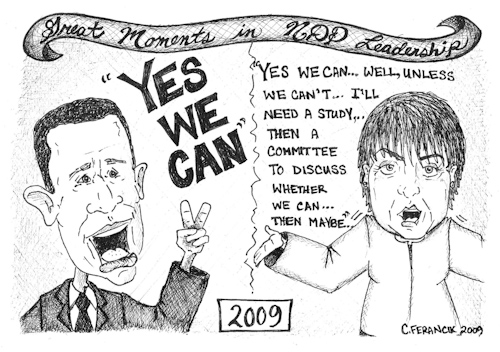 Great Moments in NDP Leadership
"YES
WE
CAN"
"YES WE CAN... WELL, UNLESS
WE CAN'T... I'LL
NEED A STUDY...
THEN A
COMMITTEE
TO DISCUSS
WHETHER
WE CAN...
THEN MAYBE..."
2009
C. FERANCIK 2009